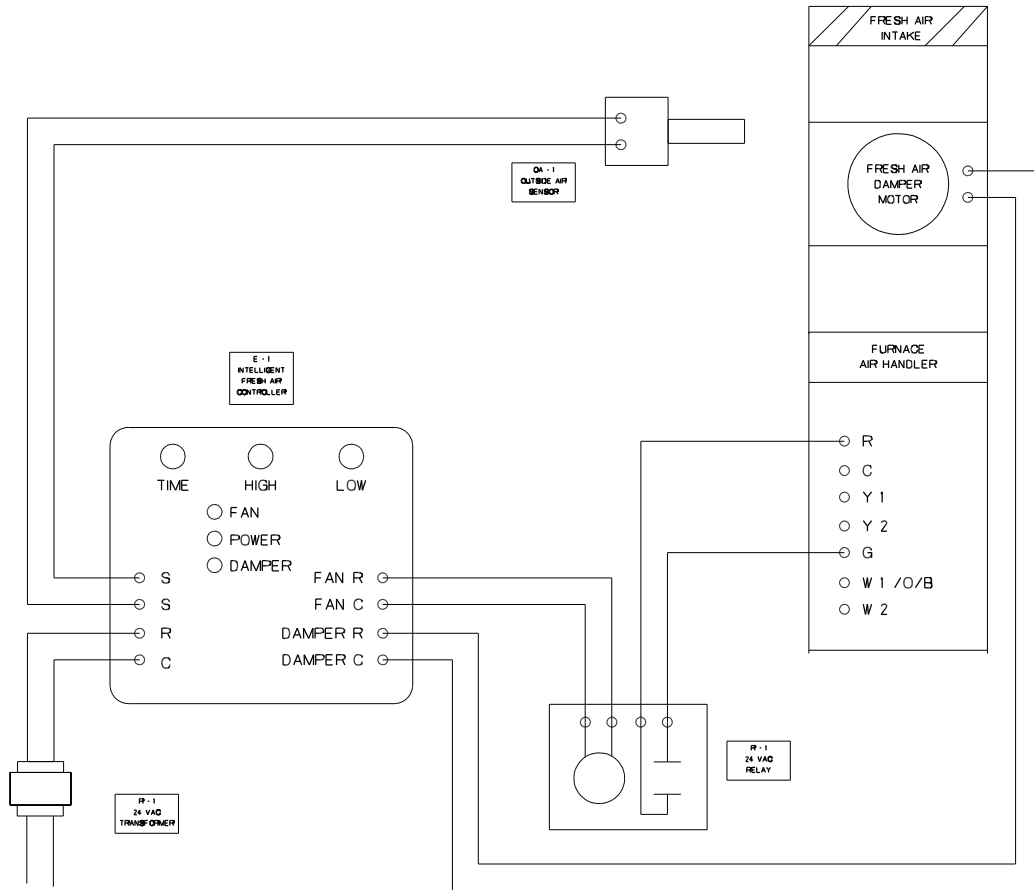 FRESH AIR
INTAKE
OA - 1
OUTSIDE AIR
SENSOR
FRESH AIR
DAMPER
MOTOR
FURNACE
AIR HANDLER
E - 1
INTELLIGENT
FRESH AIR
CONTROLLER
TIME
HIGH
LOW
FAN
POWER
DAMPER
S
S
R
C
FAN R
FAN C
DAMPER R
DAMPER C
R
C
Y 1
Y 2
G
W 1 /O/B
W 2
R - 1
24 VAC
RELAY
R - 1
24 VAC
TRANSFORMER